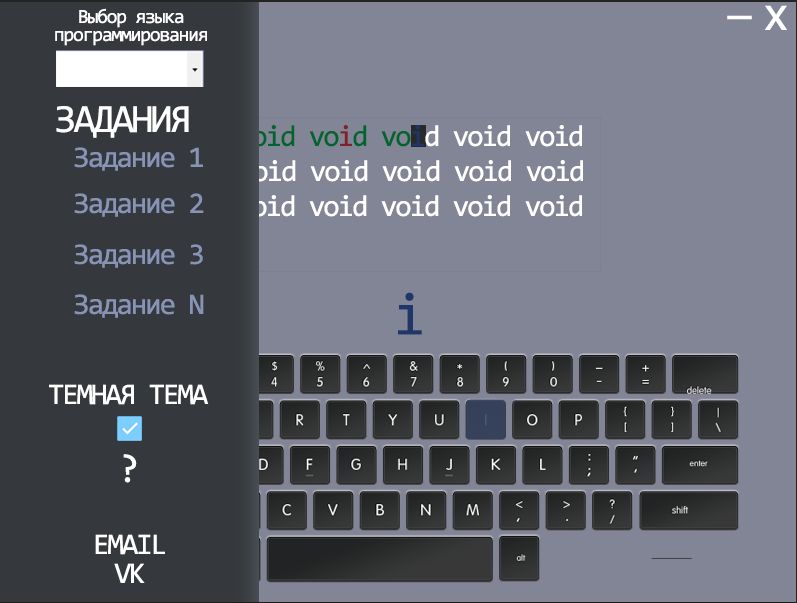 Выбор языка
программирования
ЗАДАНИЯ
Задание 1
Задание 2
Задание 3
Задание N
ТЕМНАЯ ТЕМА
?
EMAIL
VK
X
oid void void void void
oid void void void void
oid void void void void
i
$ % ^ & * ( ) _ +
4 5 6 7 8 9 0 - = delete
R T Y U I O P { [ } ] | \
D F G H J K L : ; " ' enter
C V B N M < , > . ? / shift
alt